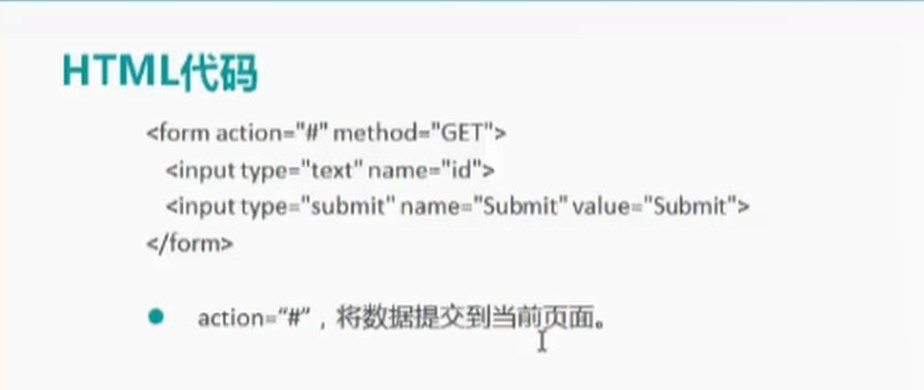 HTML代码
<form action="#" method="GET">
<input type="text" name="id">
<input type="submit" name="Submit" value="Submit">
</form>
● action=“#”，将数据提交到当前页面。